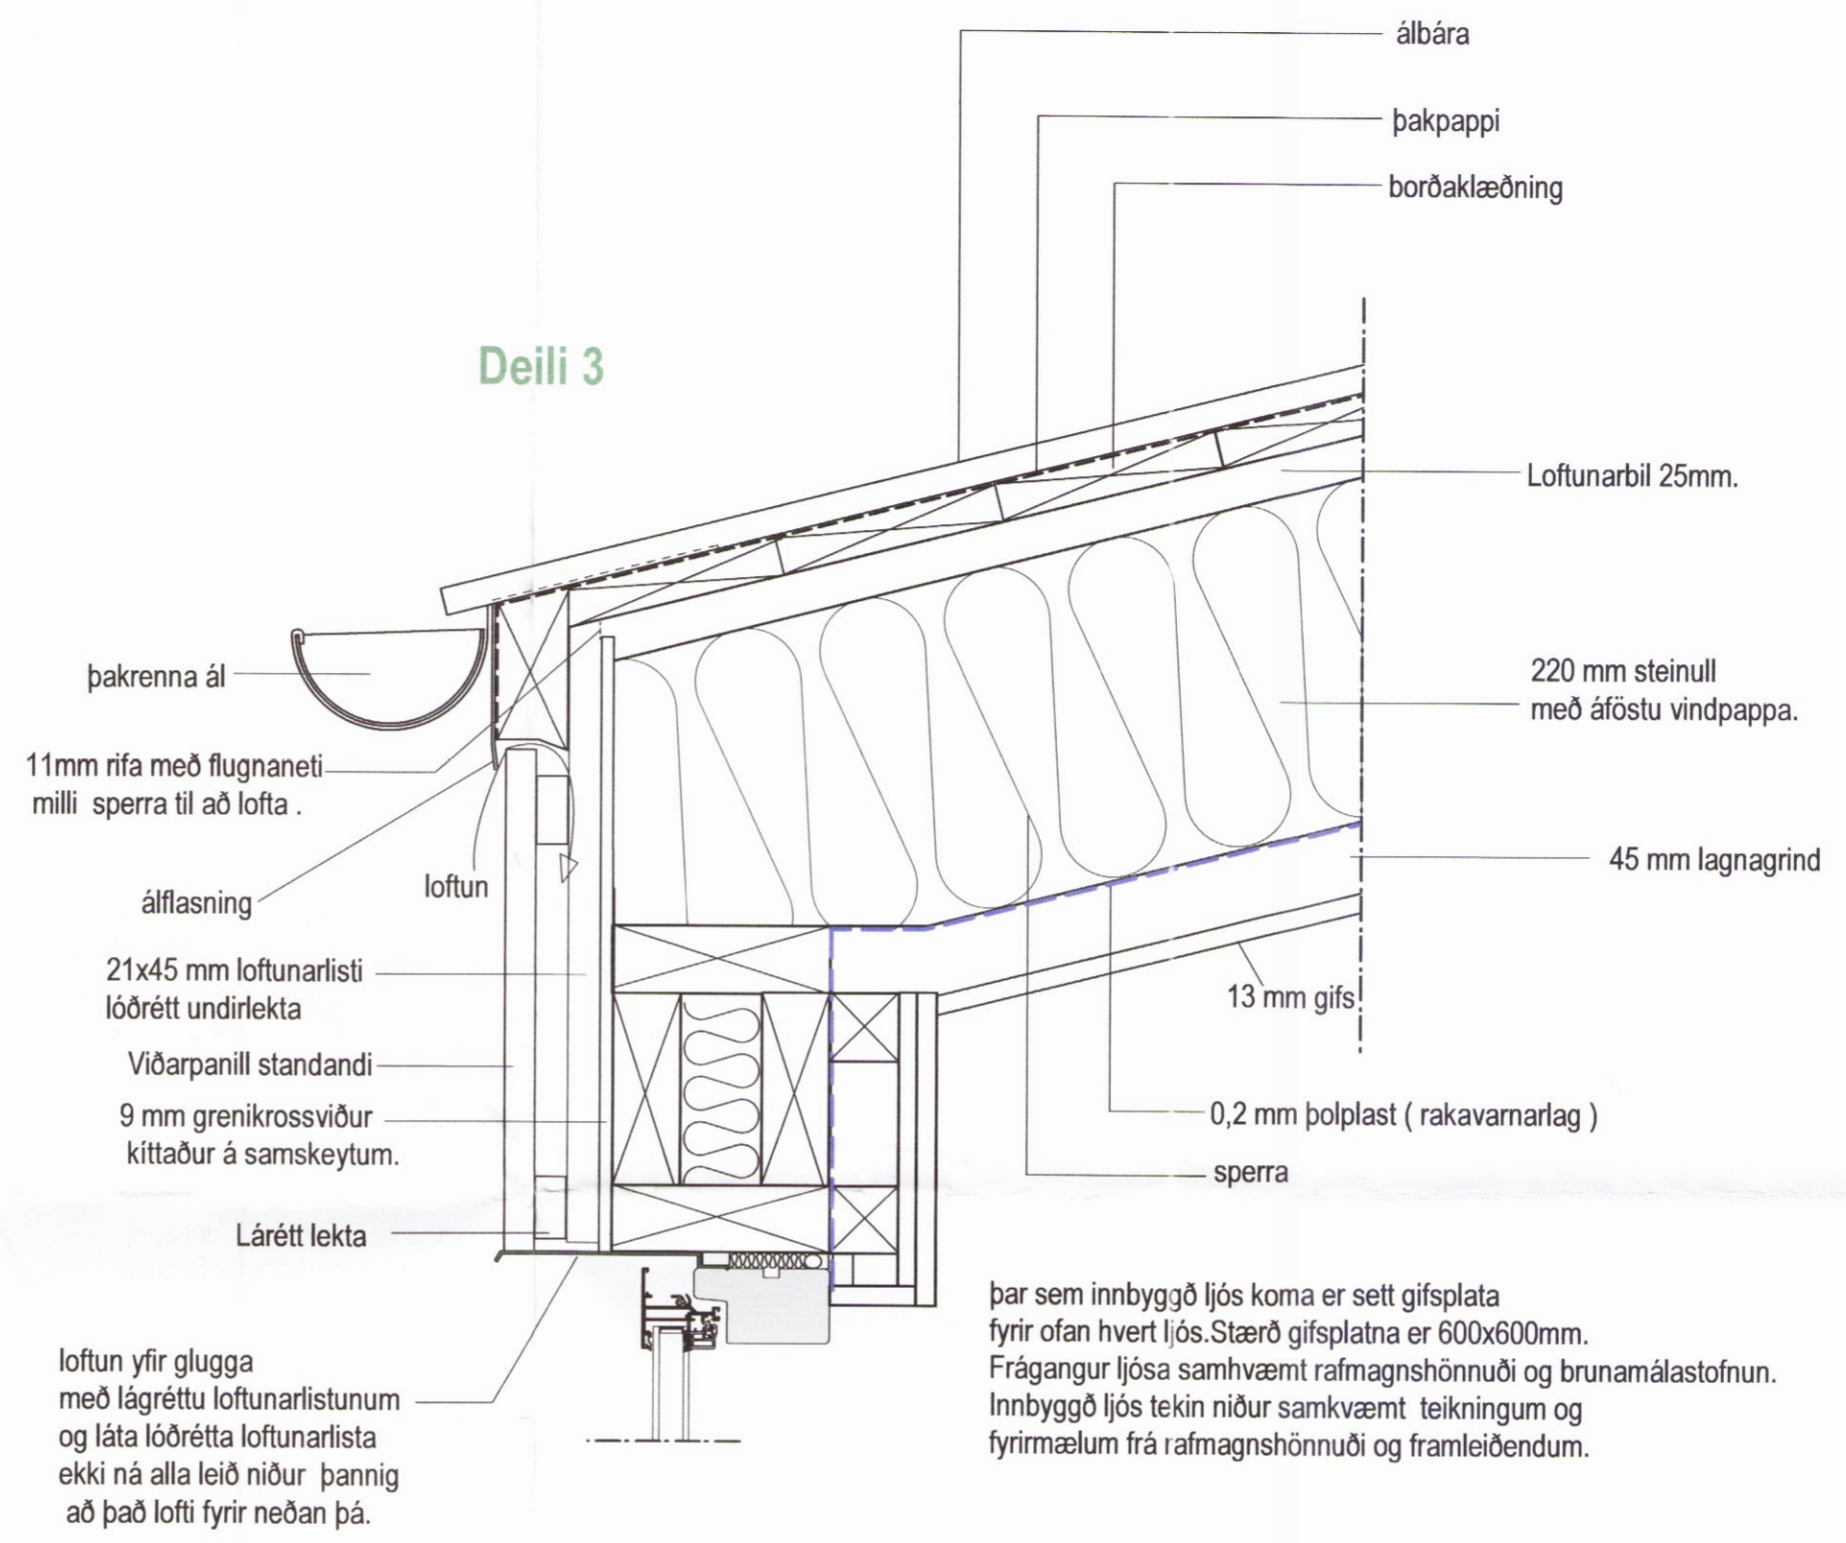 álbára
þakpappi
borðaklæðning
Deili 3
Loftunarbil 25mm.
220 mm steinull
með áföstu vindpappa.
þakrenna ál
11mm rifa með flugnaneti
milli sperra til að lofta .
álflasning
loftun
45 mm lagnagrind
21x45 mm loftunarlisti
lóðrétt undirlekta
13 mm gifs
Viðarpanill standandi
9 mm grenikrossviður
kíttaður á samskeytum.
0,2 mm þolplast ( rakavarnarlag )
sperra
Lárétt lekta
loftun yfir glugga
með lágréttu loftunarlistunum
og láta lóðrétta loftunarlista
ekki ná alla leið niður þannig
að það lofti fyrir neðan þá.
þar sem innbyggð ljós koma er sett gifsplata
fyrir ofan hvert ljós.Stærð gifsplatna er 600x600mm.
Frágangur ljósa samhvæmt rafmagnshönnuði og brunamálastofnun.
Innbyggð ljós tekin niður samkvæmt teikningum og
fyrirmælum frá rafmagnshönnuði og framleiðendum.